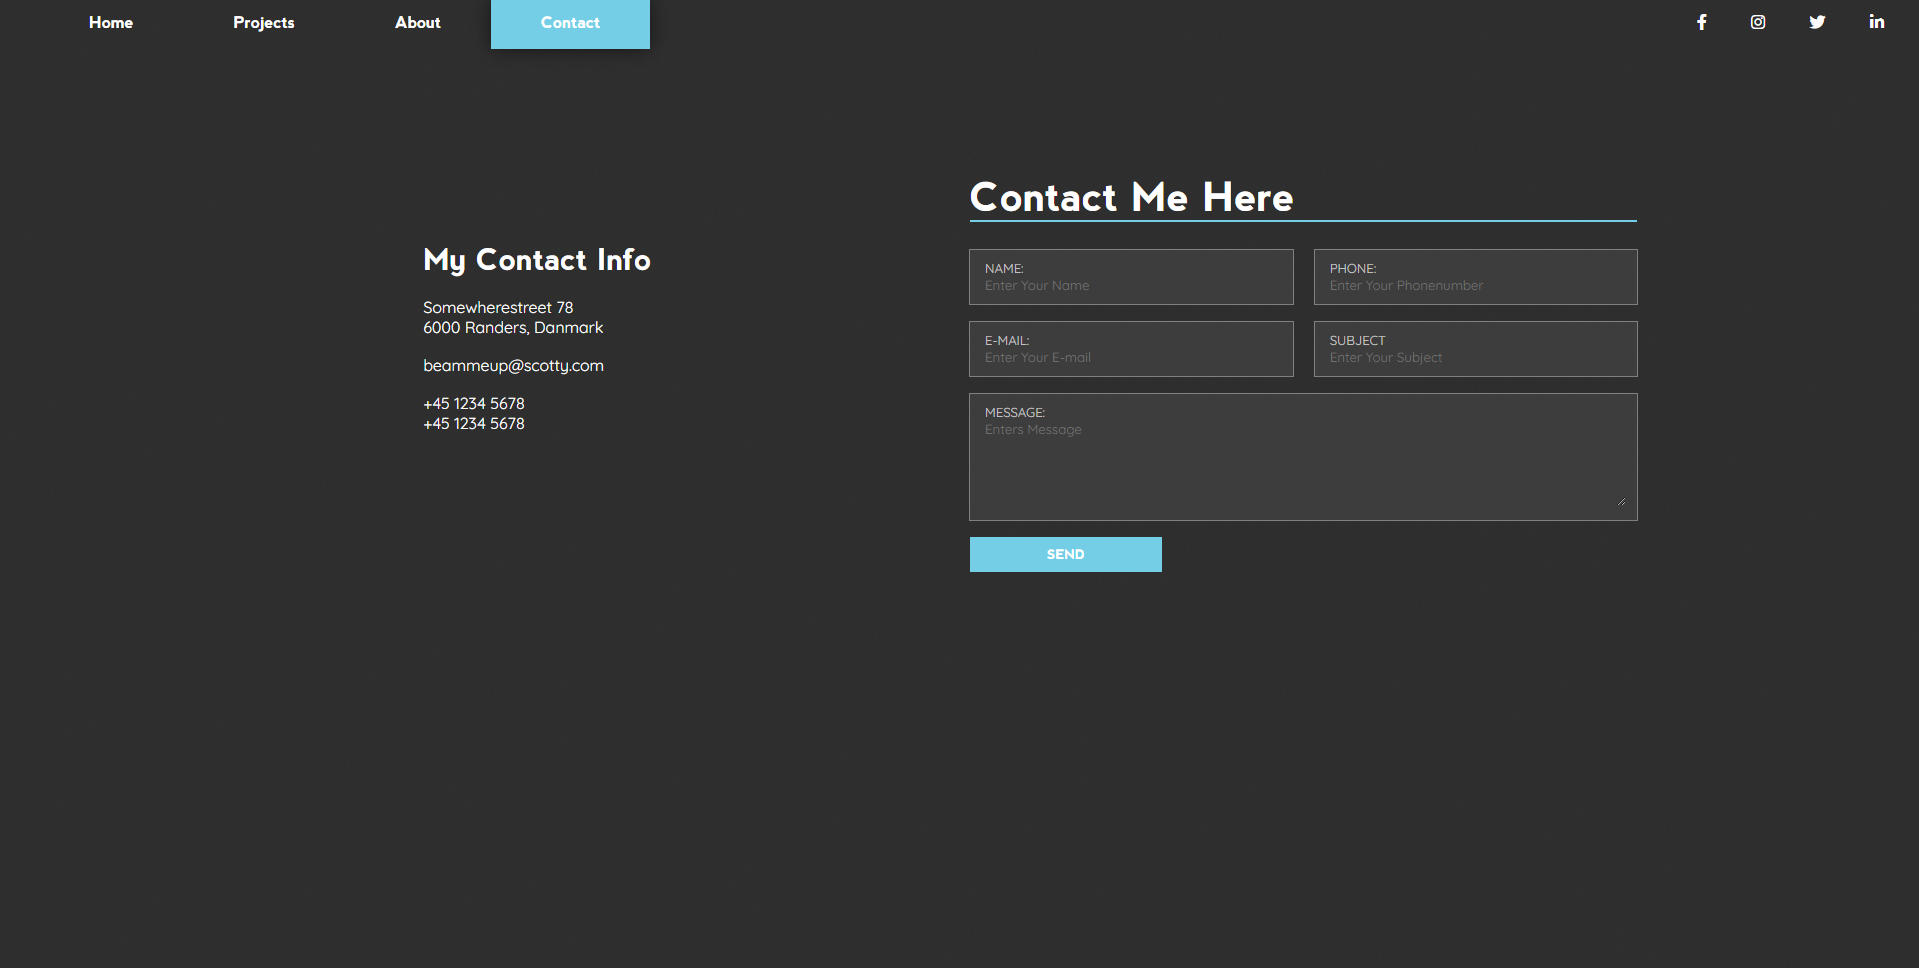 Home Projects About Contact
My Contact Info
Somewherestreet 78
6000 Randers, Danmark
beammeup@scotty.com
+45 1234 5678
+45 1234 5678
Contact Me Here
NAME:
Enter Your Name
PHONE:
Enter Your Phonenumber
E-MAIL:
Enter Your E-mail
SUBJECT
Enter Your Subject
MESSAGE:
Enters Message
SEND